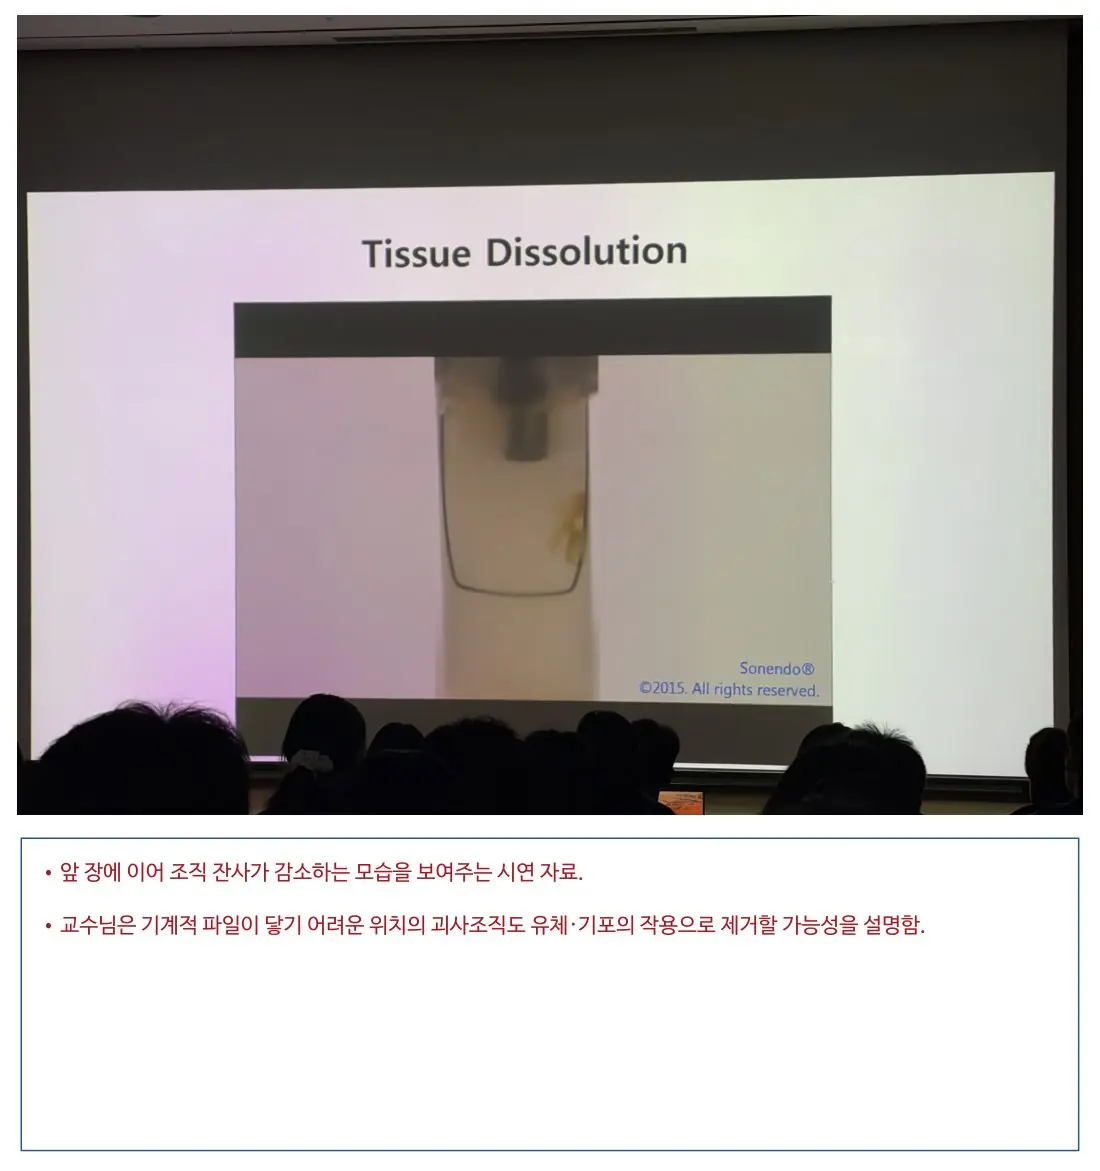 Tissue Dissolution
Sonendo®
©2015. All rights reserved.
• 앞 장에 이어 조직 잔사가 감소하는 모습을 보여주는 시연 자료.
• 교수님은 기계적 파일이 닿기 어려운 위치의 괴사조직도 유체·기포의 작용으로 제거할 가능성을 설명함.